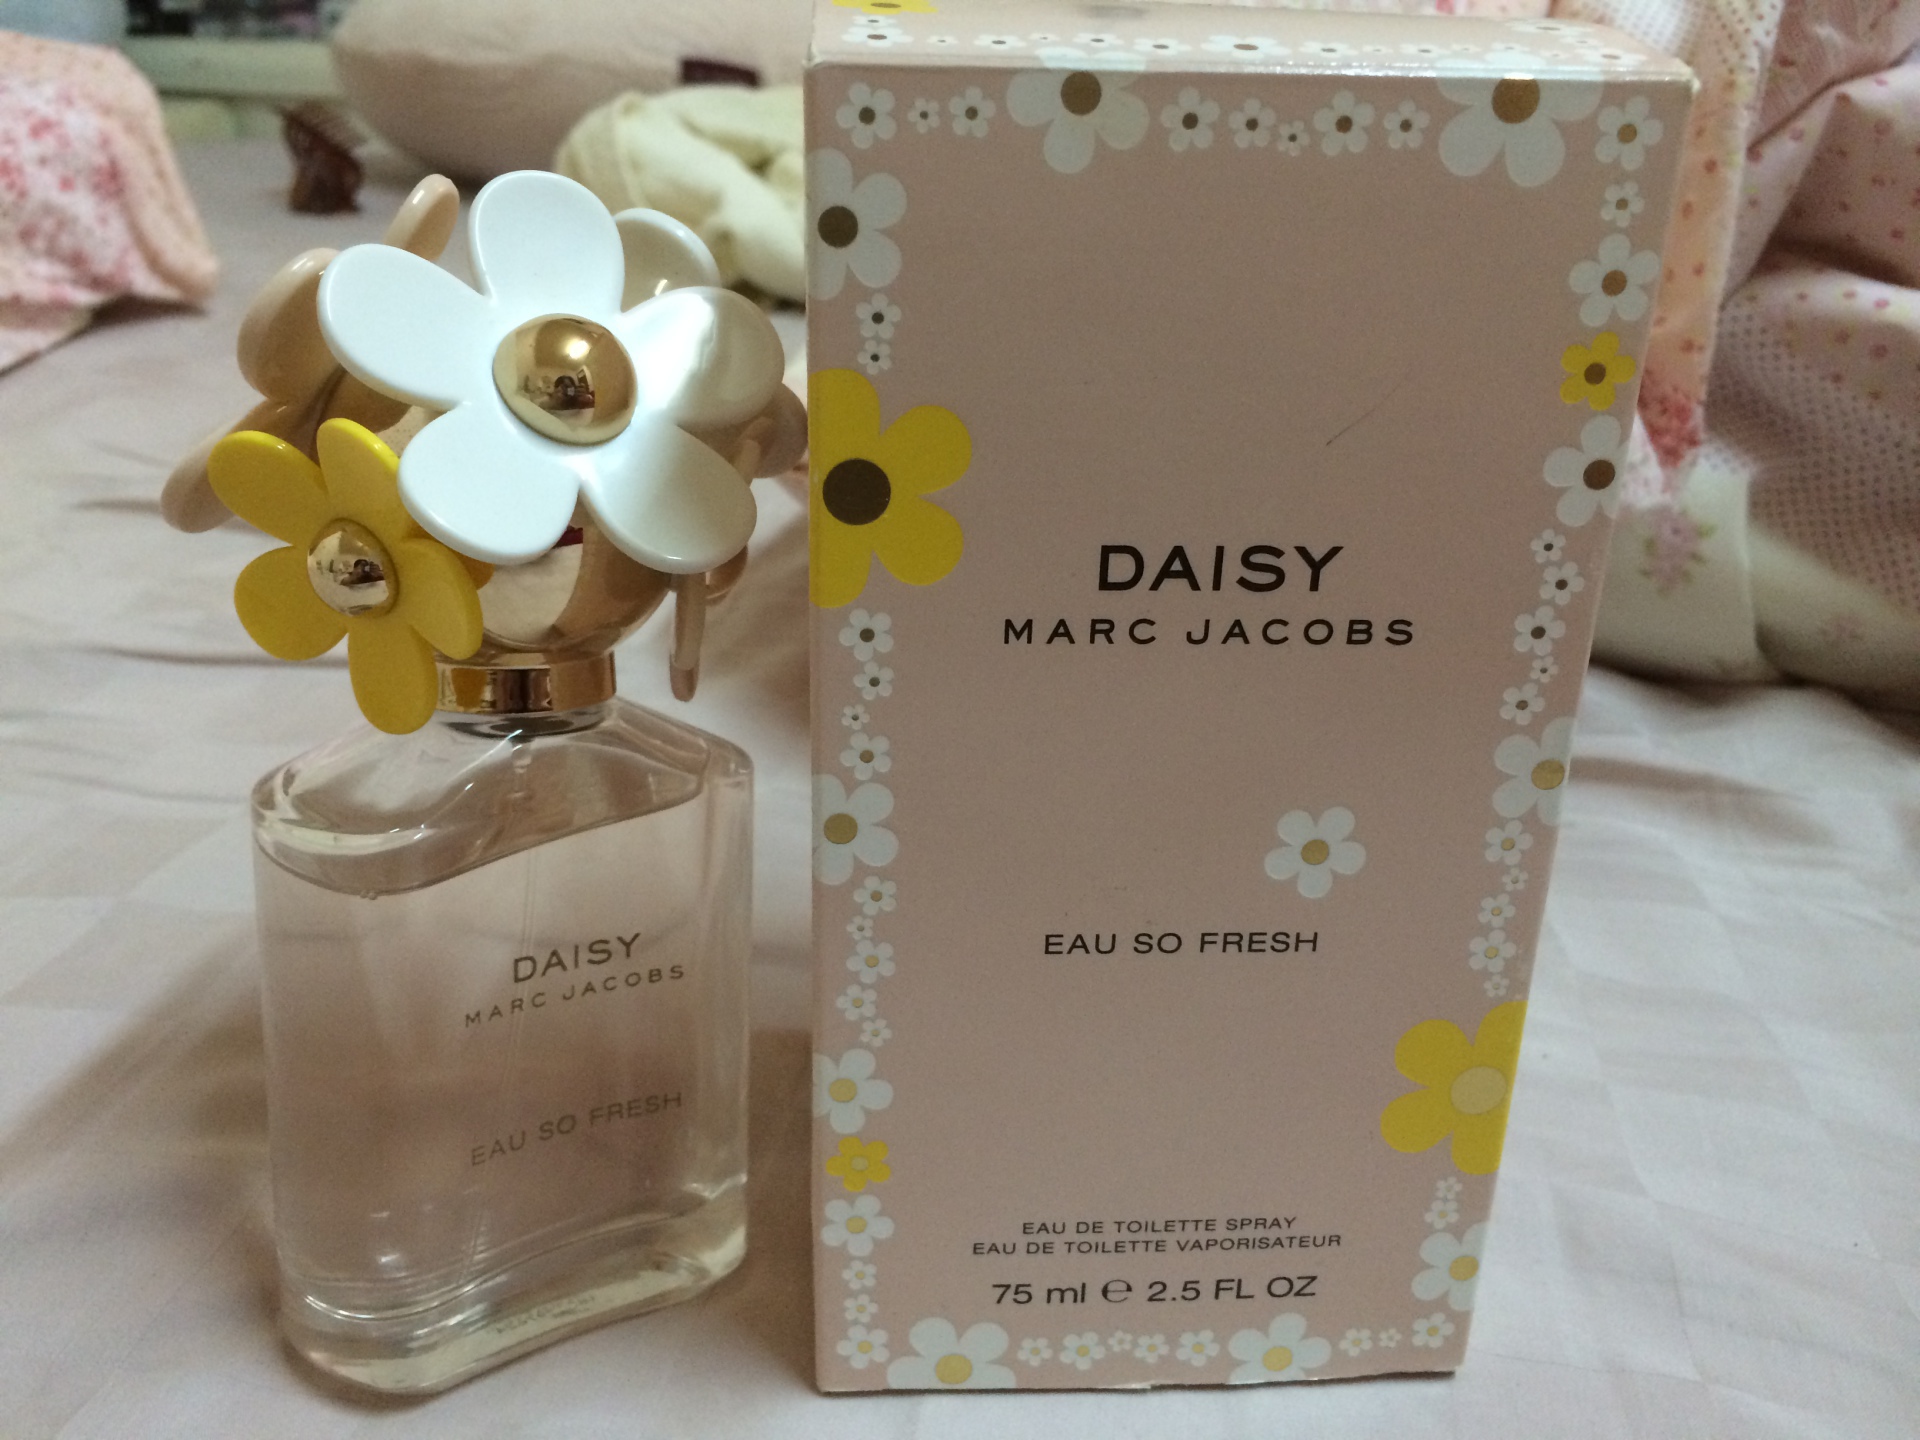 DAISY
MARC JACOBS
EAU SO FRESH
DAISY
MARC JACOBS
EAU SO FRESH
EAU DE TOILETTE SPRAY
EAU DE TOILETTE VAPORISATEUR
75 ml ℮ 2.5 FL OZ